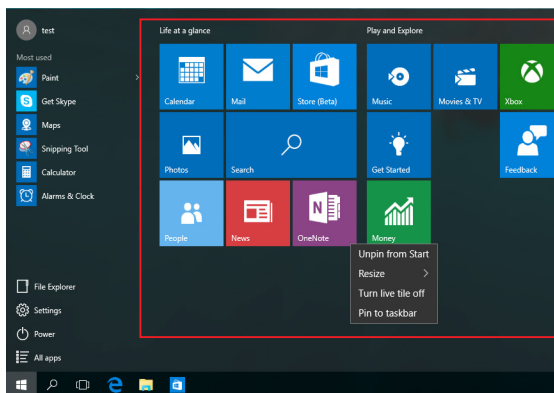 test
Most used
Paint
Get Skype
Maps
Snipping Tool
Calculator
Alarms & Clock
File Explorer
Settings
Power
All apps
Life at a glance
Play and Explore
Calendar
Mail
Store (Beta)
Music
Movies & TV
Xbox
Photos
Search
Get Started
Feedback
People
News
OneNote
Money
Unpin from Start
Resize
Turn live tile off
Pin to taskbar